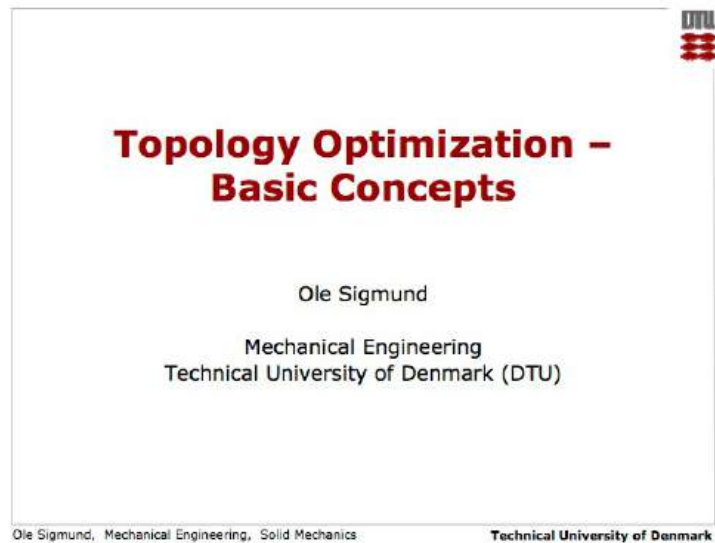 DTU
Topology Optimization –
Basic Concepts
Ole Sigmund
Mechanical Engineering
Technical University of Denmark (DTU)
Ole Sigmund, Mechanical Engineering, Solid Mechanics
Technical University of Denmark